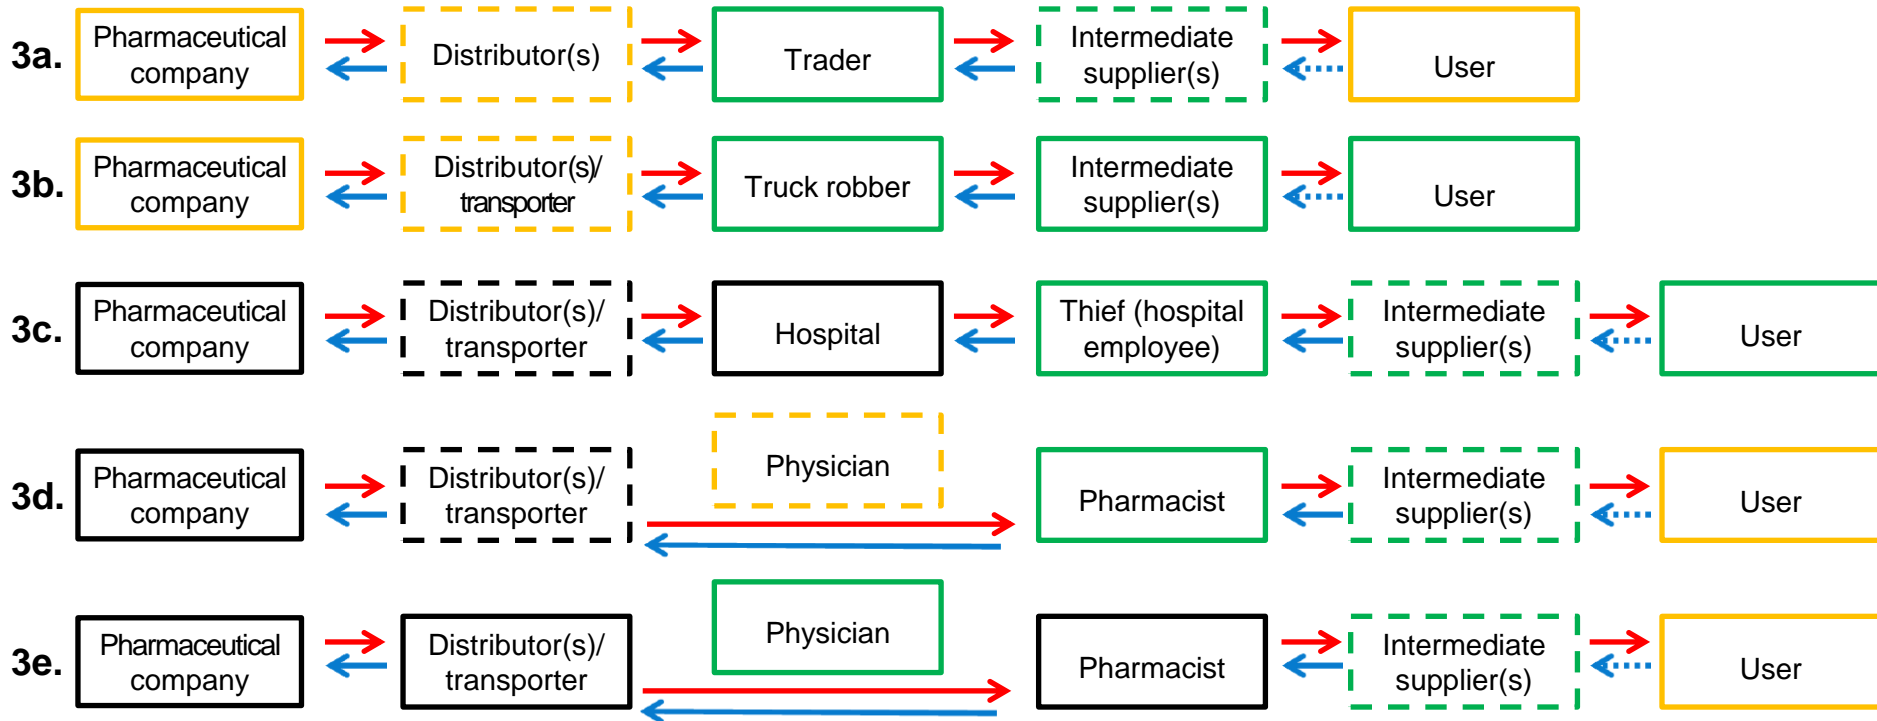 3a.
Pharmaceutical
company
Distributor(s)
Trader
Intermediate
supplier(s)
User
3b.
Pharmaceutical
company
Distributor(s)/
transporter
Truck robber
Intermediate
supplier(s)
User
3c.
Pharmaceutical
company
Distributor(s)/
transporter
Hospital
Thief (hospital
employee)
Intermediate
supplier(s)
User
3d.
Pharmaceutical
company
Distributor(s)/
transporter
Physician
Pharmacist
Intermediate
supplier(s)
User
3e.
Pharmaceutical
company
Distributor(s)/
transporter
Physician
Pharmacist
Intermediate
supplier(s)
User